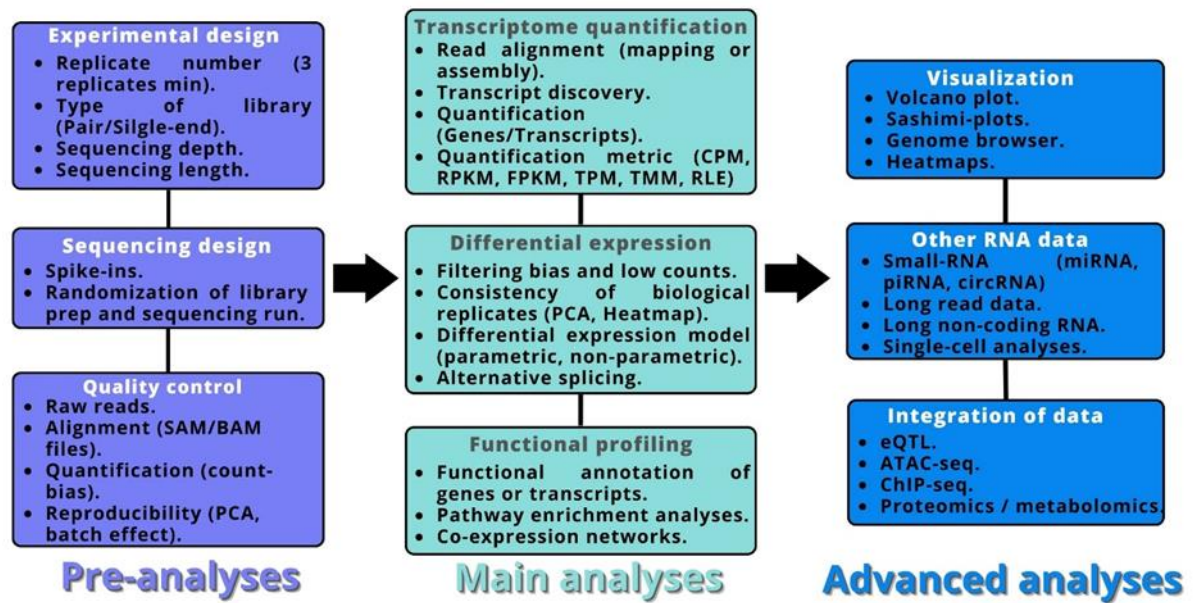 Experimental design
• Replicate number (3
replicates min).
• Type of library
(Pair/Silgle-end).
• Sequencing depth.
• Sequencing length.
Sequencing design
• Spike-ins.
• Randomization of library
prep and sequencing run.
Quality control
• Raw reads.
• Alignment (SAM/BAM
files).
• Quantification (count-
bias).
• Reproducibility (PCA,
batch effect).
Pre-analyses
Transcriptome quantification
• Read alignment (mapping or
assembly).
• Transcript discovery.
• Quantification
(Genes/Transcripts).
• Quantification metric (CPM,
RPKM, FPKM, TPM, TMM, RLE)
Differential expression
• Filtering bias and low counts.
• Consistency of biological
replicates (PCA, Heatmap).
• Differential expression model
(parametric, non-parametric).
• Alternative splicing.
Functional profiling
• Functional annotation of
genes or transcripts.
• Pathway enrichment analyses.
• Co-expression networks.
Main analyses
Visualization
• Volcano plot.
• Sashimi-plots.
• Genome browser.
• Heatmaps.
Other RNA data
• Small-RNA (miRNA,
piRNA, circRNA)
• Long read data.
• Long non-coding RNA.
• Single-cell analyses.
Integration of data
• eQTL.
• ATAC-seq.
• ChIP-seq.
• Proteomics / metabolomics.
Advanced analyses